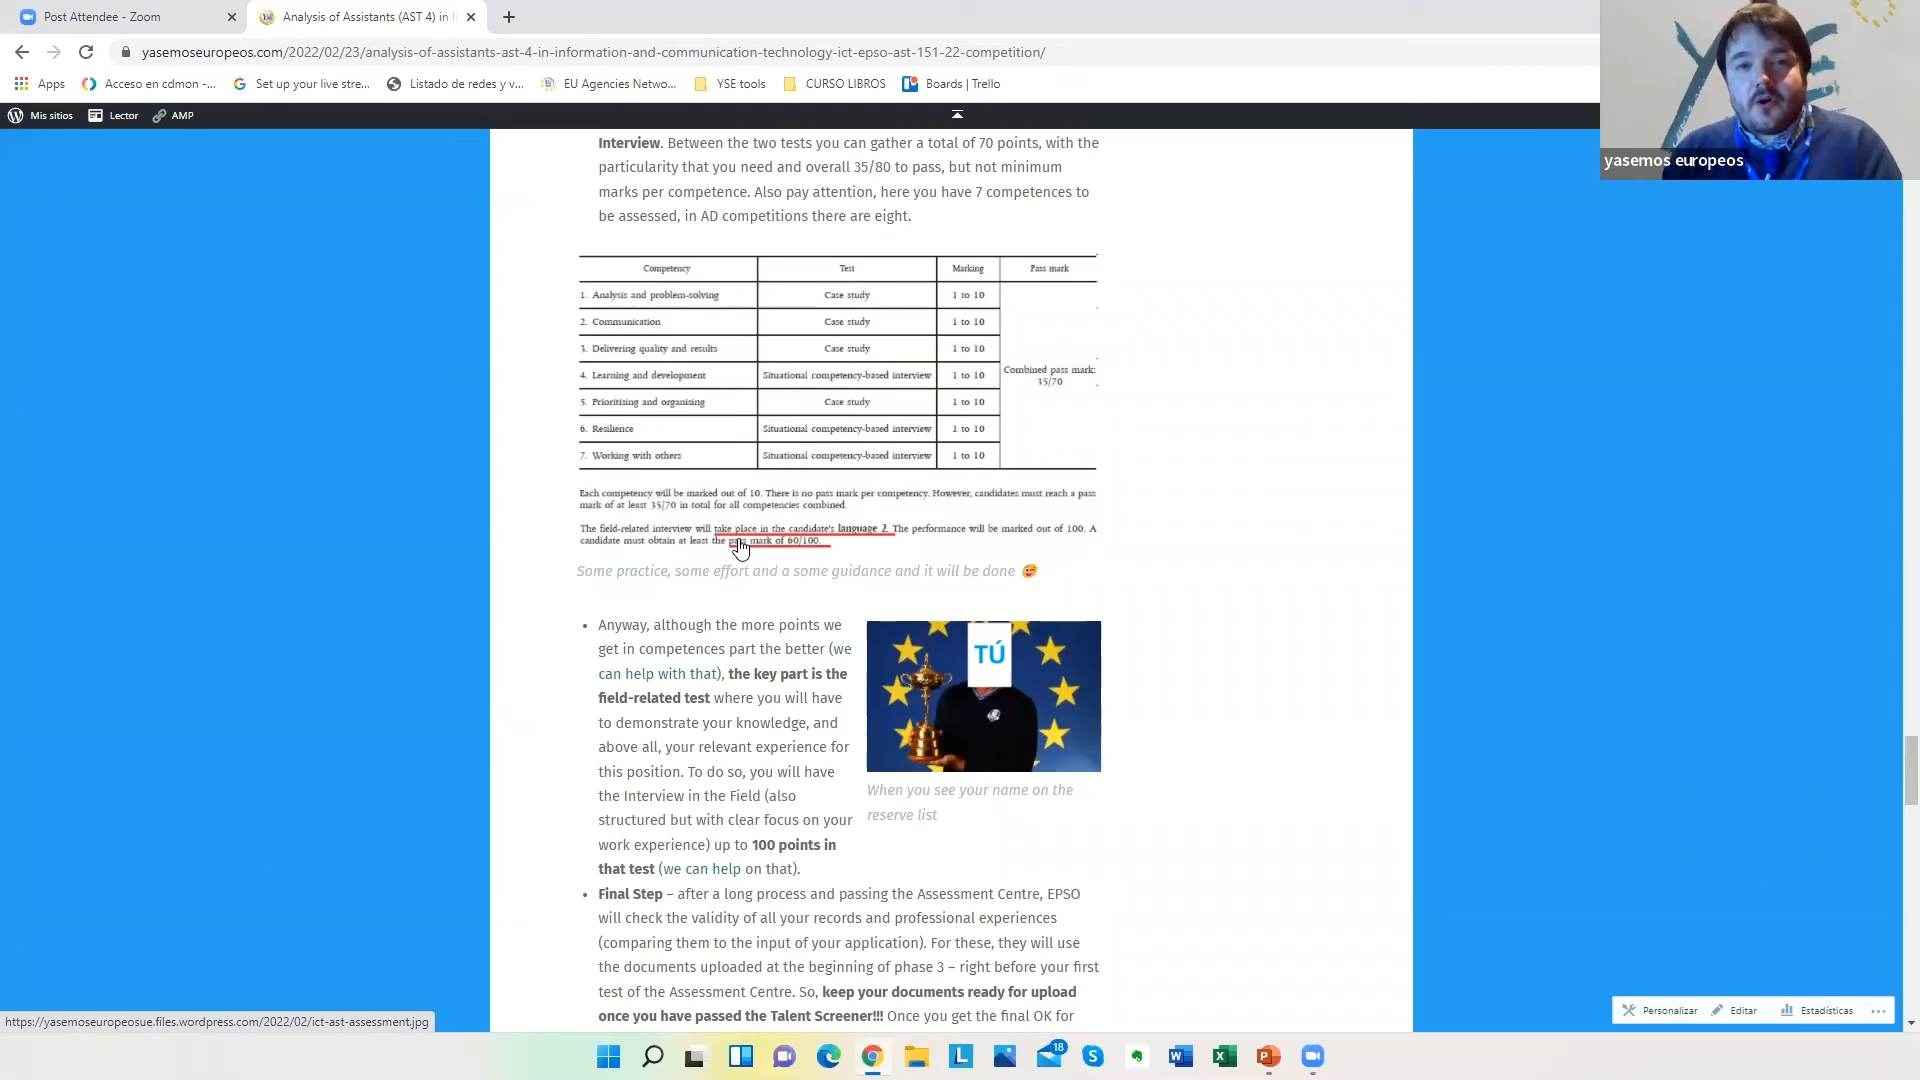 Post Attendee - Zoom
Analysis of Assistants (AST 4) in I
yasemoseuropeos.com/2022/02/23/analysis-of-assistants-ast-4-in-information-and-communication-technology-ict-epso-ast-151-22-competition/
Apps
Acceso en cdmon -...
Set up your live stre...
Listado de redes y v...
EU Agencies Netwo...
YSE tools
CURSO LIBROS
Boards | Trello
Mis sitios
Lector
AMP
yasemos europeos
Interview. Between the two tests you can gather a total of 70 points, with the
particularity that you need and overall 35/80 to pass, but not minimum
marks per competence. Also pay attention, here you have 7 competences to
be assessed, in AD competitions there are eight.
Competency Test Marking Pass mark
1. Analysis and problem-solving Case study 1 to 10
2. Communication Case study 1 to 10
3. Delivering quality and results Case study 1 to 10
4. Learning and development Situational competency-based interview 1 to 10
Combined pass mark:
35/70
5. Prioritising and organising Case study 1 to 10
6. Resilience Situational competency-based interview 1 to 10
7. Working with others Situational competency-based interview 1 to 10
Each competency will be marked out of 10. There is no pass mark per competency. However, candidates must reach a pass
mark of at least 35/70 in total for all competencies combined.
The field-related interview will take place in the candidate's language 2. The performance will be marked out of 100. A
candidate must obtain at least the pass mark of 60/100.
Some practice, some effort and a some guidance and it will be done 🥳
• Anyway, although the more points we
get in competences part the better (we
can help with that), the key part is the
field-related test where you will have
to demonstrate your knowledge, and
above all, your relevant experience for
this position. To do so, you will have
the Interview in the Field (also
structured but with clear focus on your
work experience) up to 100 points in
that test (we can help on that).
TÚ
When you see your name on the
reserve list
• Final Step – after a long process and passing the Assessment Centre, EPSO
will check the validity of all your records and professional experiences
(comparing them to the input of your application). For these, they will use
the documents uploaded at the beginning of phase 3 – right before your first
test of the Assessment Centre. So, keep your documents ready for upload
once you have passed the Talent Screener!!! Once you get the final OK for
https://yasemoseuropeosue.files.wordpress.com/2022/02/ict-ast-assessment.jpg
Personalizar
Editar
Estadísticas
18